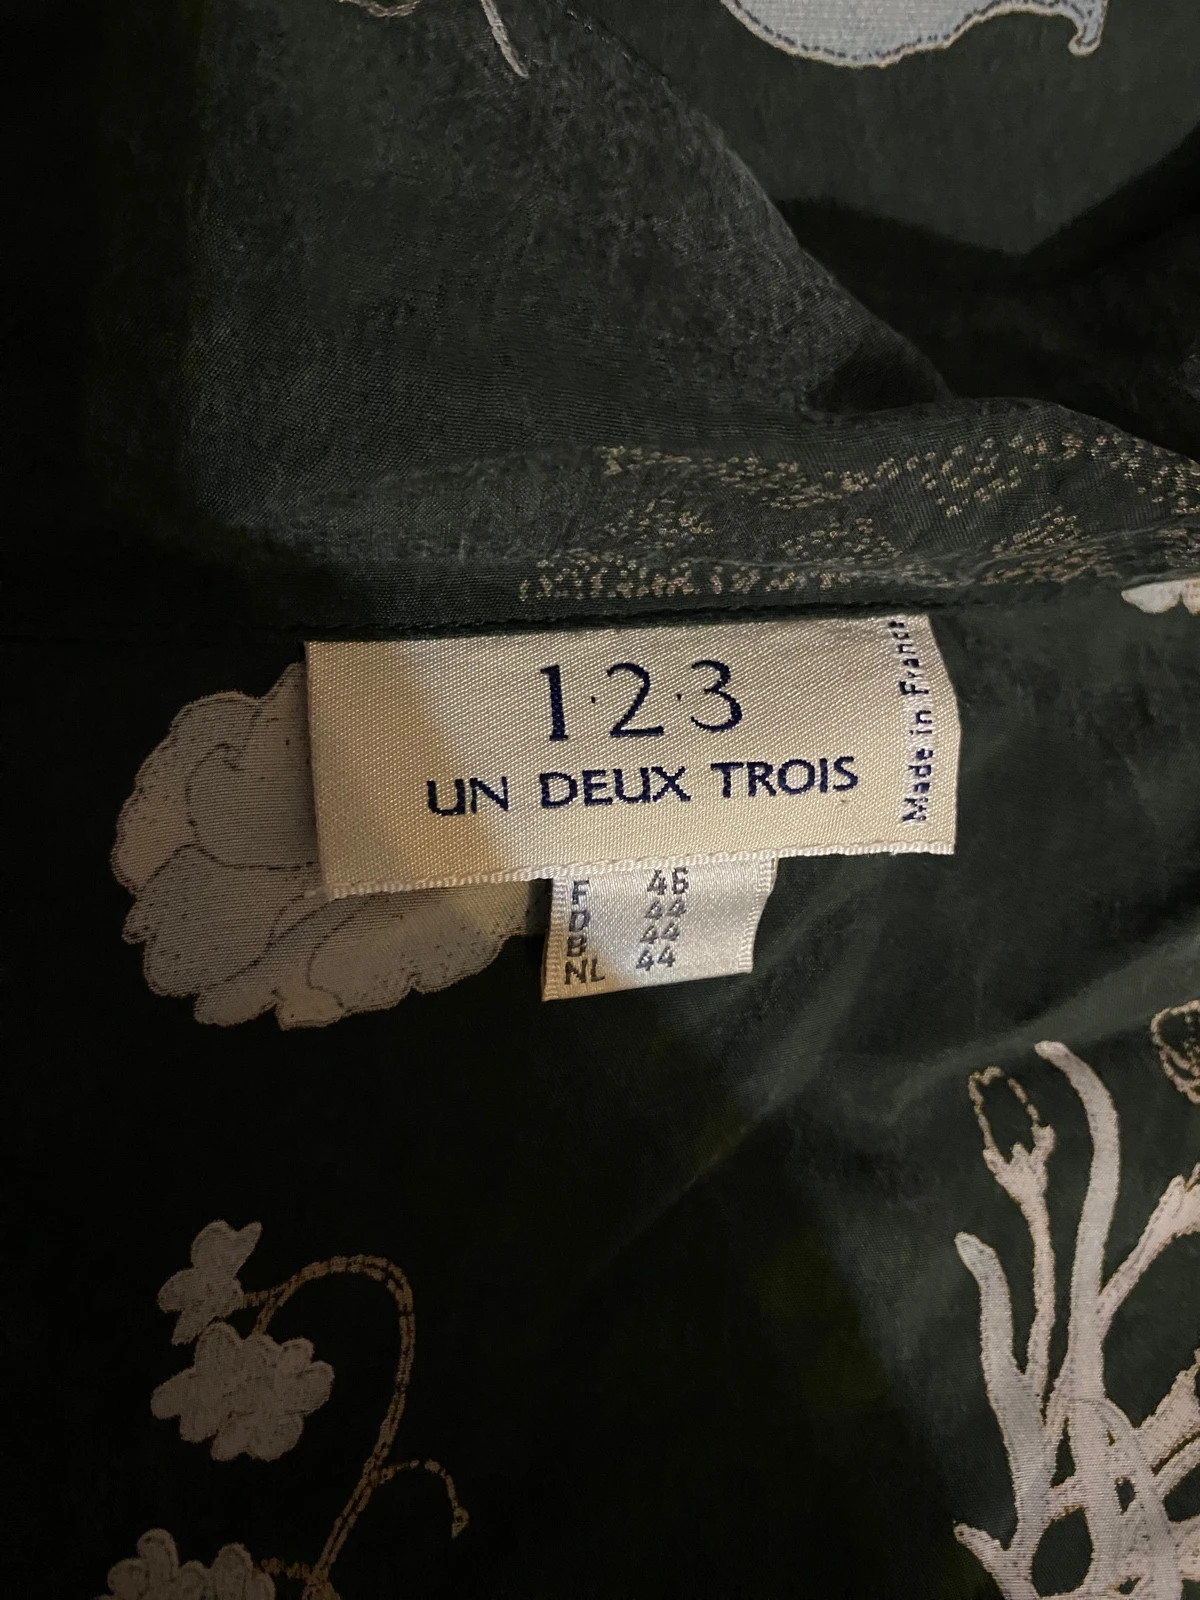 1·2·3
UN DEUX TROIS
Made in France
F 46
D 44
B 44
NL 44